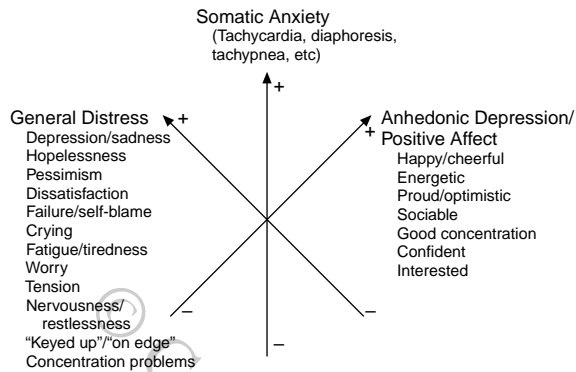 Somatic Anxiety
(Tachycardia, diaphoresis,
tachypnea, etc)
+
General Distress
+
Depression/sadness
Hopelessness
Pessimism
Dissatisfaction
Failure/self-blame
Crying
Fatigue/tiredness
Worry
Tension
Nervousness/
restlessness
"Keyed up"/"on edge"
Concentration problems
Anhedonic Depression/
+
Positive Affect
Happy/cheerful
Energetic
Proud/optimistic
Sociable
Good concentration
Confident
Interested
–
–
–